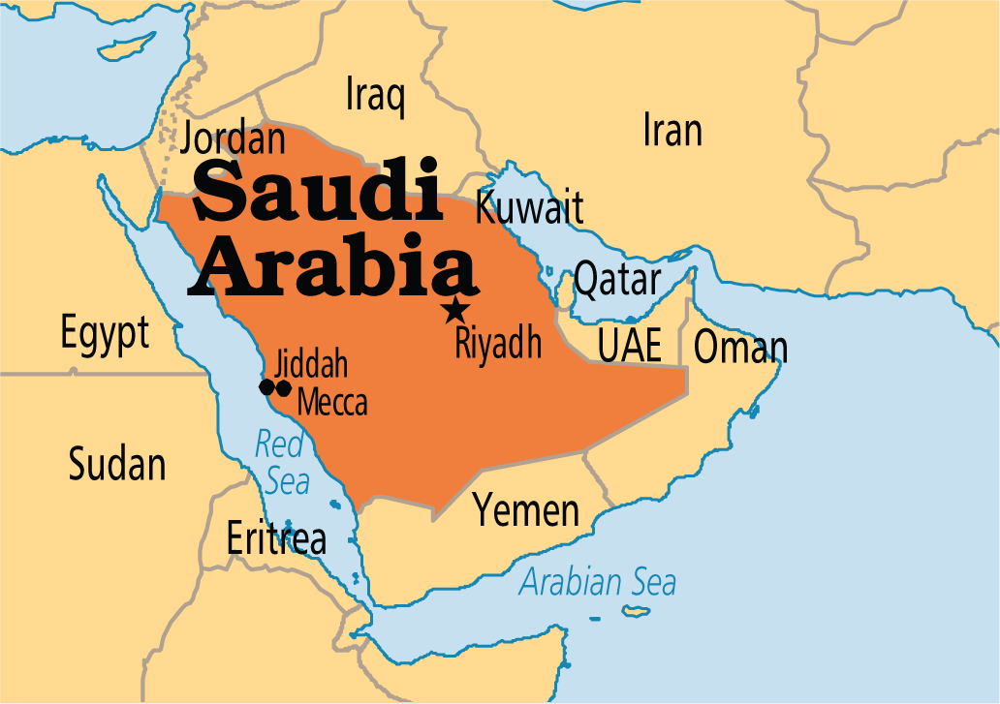 Iraq
Iran
Jordan
Saudi
Arabia
Kuwait
Qatar
Egypt
Riyadh
UAE
Oman
Jiddah
Mecca
Red
Sea
Sudan
Yemen
Eritrea
Arabian Sea